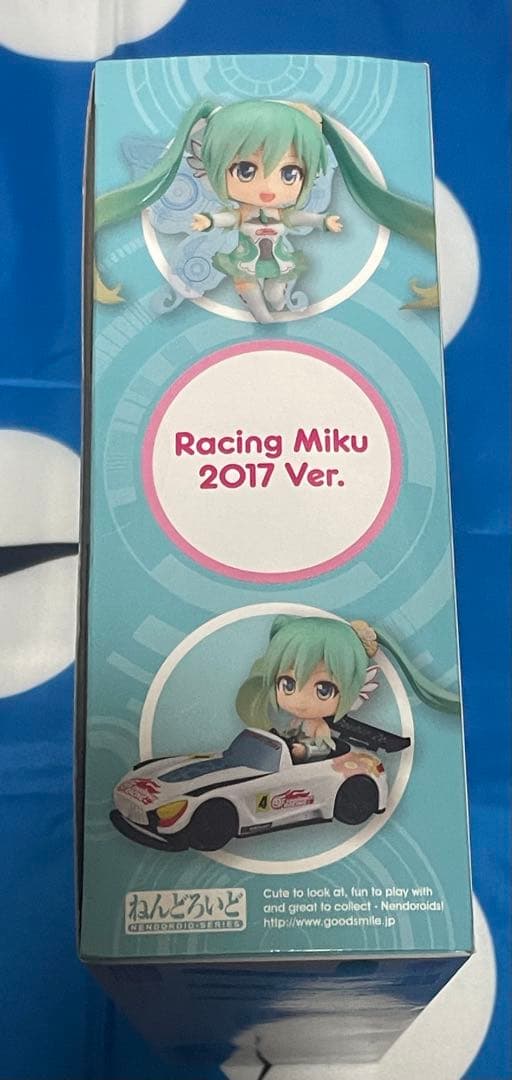 Racing Miku
2017 Ver.
4
ねんどろいど
NENDOROID-SERIES
Cute to look at, fun to play with
and great to collect - Nendoroids!
http://www.goodsmile.jp